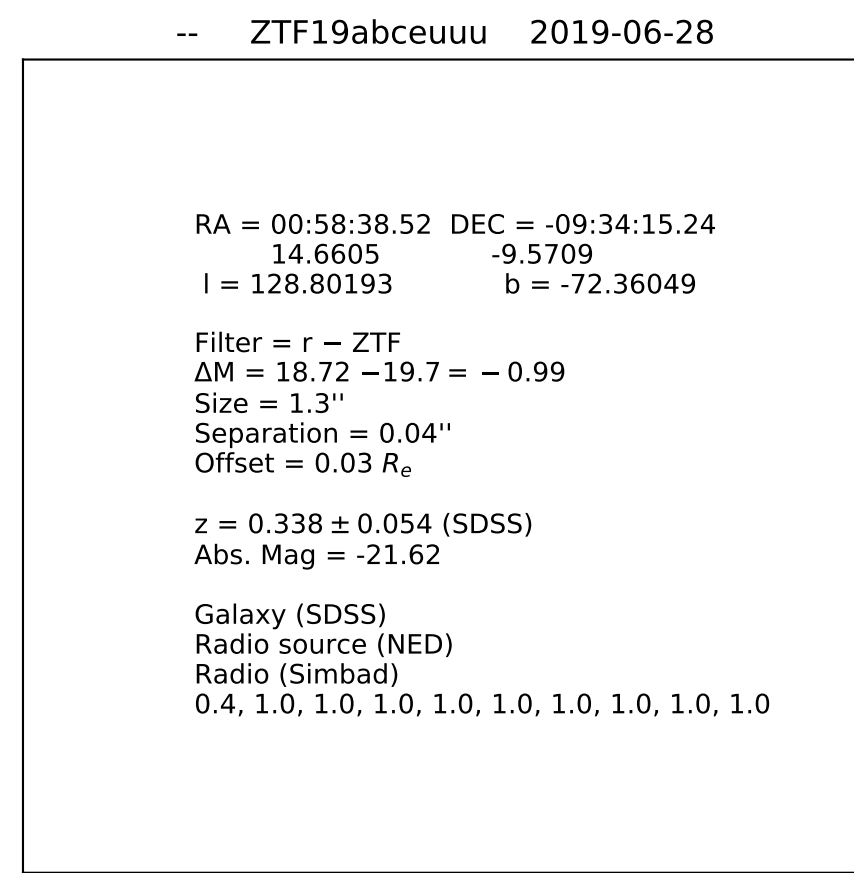 -- ZTF19abceuuu 2019-06-28
RA = 00:58:38.52 DEC = -09:34:15.24
14.6605 -9.5709
l = 128.80193 b = -72.36049
Filter = r − ZTF
ΔM = 18.72 −19.7 = − 0.99
Size = 1.3''
Separation = 0.04''
Offset = 0.03 Re
z = 0.338 ± 0.054 (SDSS)
Abs. Mag = -21.62
Galaxy (SDSS)
Radio source (NED)
Radio (Simbad)
0.4, 1.0, 1.0, 1.0, 1.0, 1.0, 1.0, 1.0, 1.0, 1.0